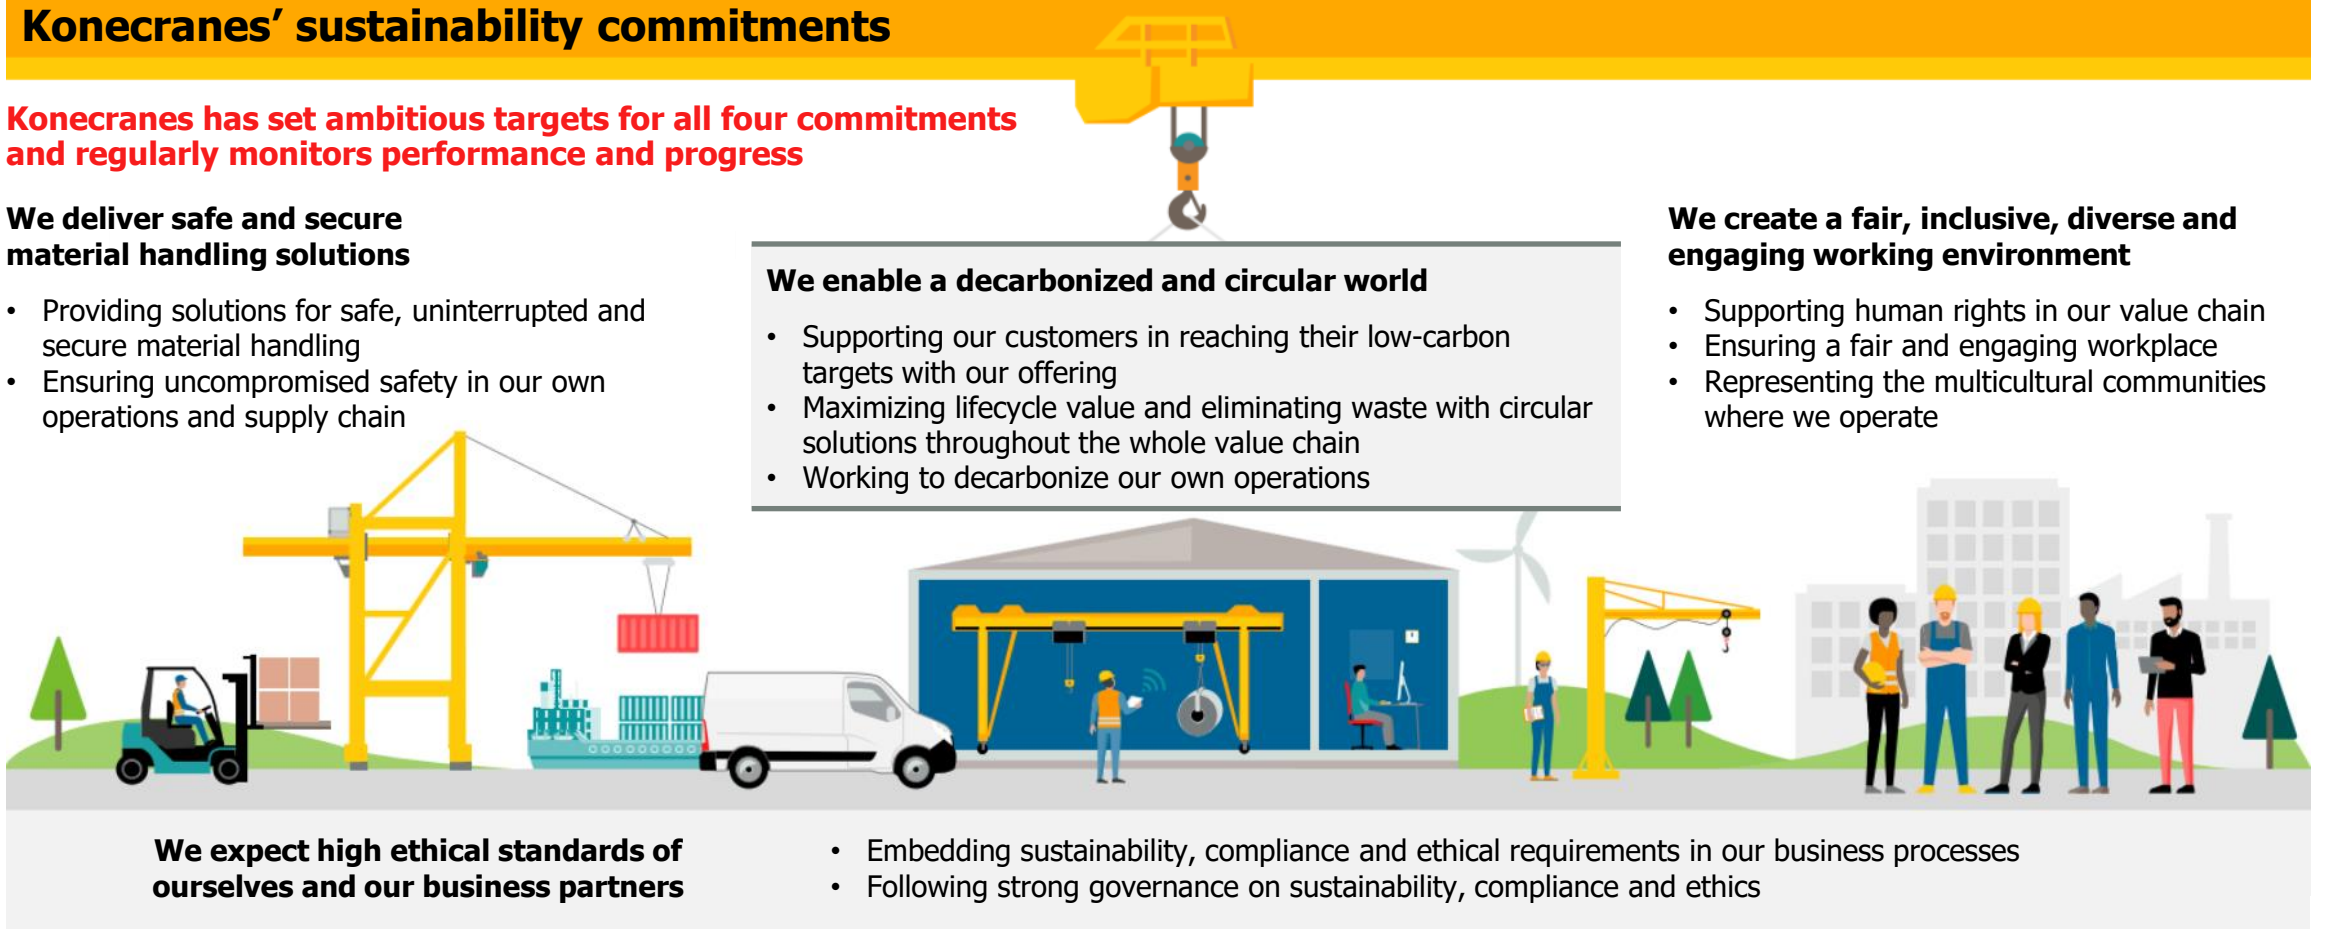 Konecranes’ sustainability commitments
Konecranes has set ambitious targets for all four commitments
and regularly monitors performance and progress
We deliver safe and secure
material handling solutions
• Providing solutions for safe, uninterrupted and
secure material handling
• Ensuring uncompromised safety in our own
operations and supply chain
We enable a decarbonized and circular world
• Supporting our customers in reaching their low-carbon
targets with our offering
• Maximizing lifecycle value and eliminating waste with circular
solutions throughout the whole value chain
• Working to decarbonize our own operations
We create a fair, inclusive, diverse and
engaging working environment
• Supporting human rights in our value chain
• Ensuring a fair and engaging workplace
• Representing the multicultural communities
where we operate
We expect high ethical standards of
ourselves and our business partners
• Embedding sustainability, compliance and ethical requirements in our business processes
• Following strong governance on sustainability, compliance and ethics